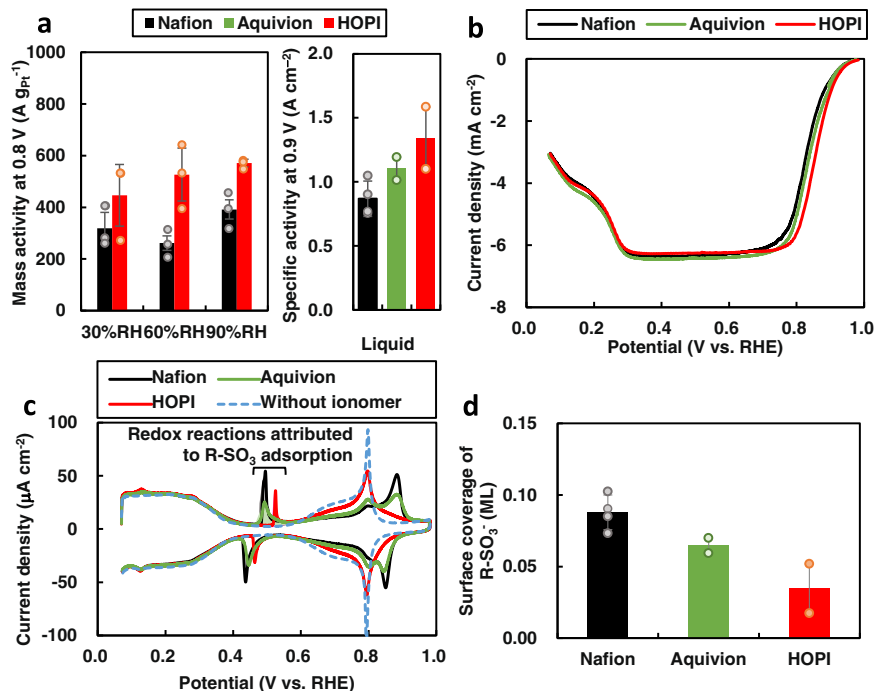 a
Nafion Aquivion HOPI
Mass activity at 0.8 V (A gPt⁻¹)
1000
800
600
400
200
0
30%RH 60%RH 90%RH
Specific activity at 0.9 V (A cm⁻²)
2.0
1.5
1.0
0.5
0.0
Liquid
b
Nafion Aquivion HOPI
Current density (mA cm⁻²)
0
-2
-4
-6
-8
0.0 0.2 0.4 0.6 0.8 1.0
Potential (V vs. RHE)
c
Nafion Aquivion
HOPI Without ionomer
Redox reactions attributed
to R-SO₃ adsorption
Current density (μA cm⁻²)
100
50
0
-50
-100
0.0 0.2 0.4 0.6 0.8 1.0
Potential (V vs. RHE)
d
Surface coverage of
R-SO₃⁻ (ML)
0.15
0.10
0.05
0.00
Nafion Aquivion HOPI